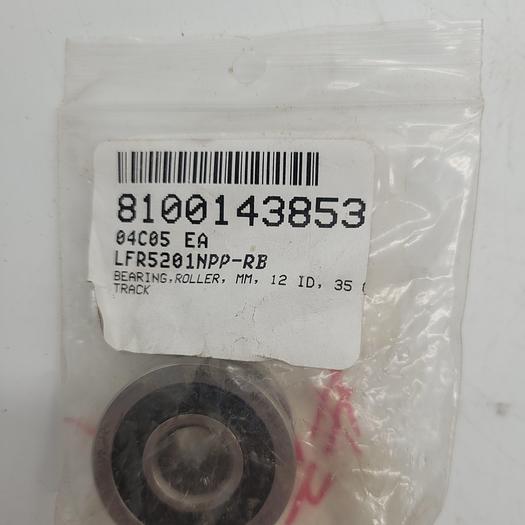 8100143853
04C05 EA
LFR5201NPP-RB
BEARING,ROLLER, MM, 12 ID, 35
TRACK